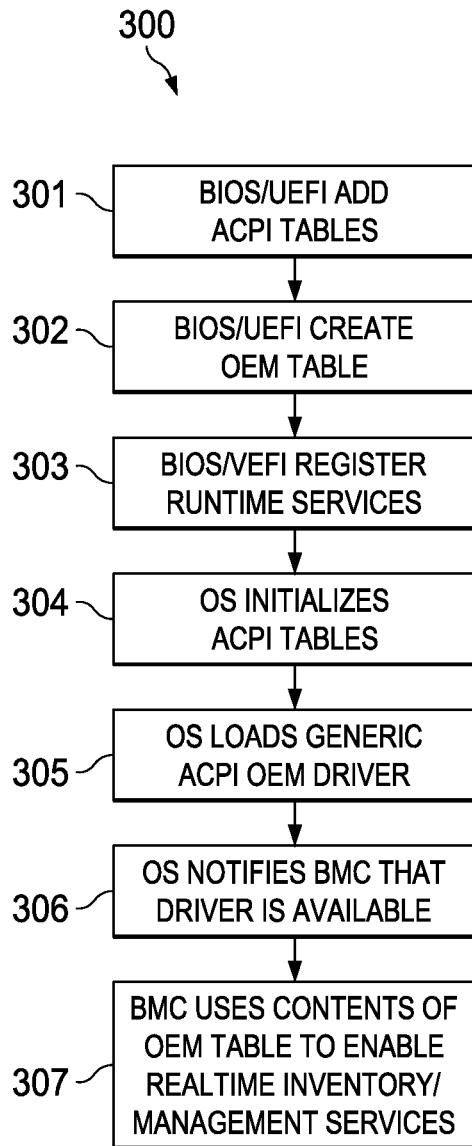 300
301
BIOS/UEFI ADD
ACPI TABLES
302
BIOS/UEFI CREATE
OEM TABLE
303
BIOS/VEFI REGISTER
RUNTIME SERVICES
304
OS INITIALIZES
ACPI TABLES
305
OS LOADS GENERIC
ACPI OEM DRIVER
306
OS NOTIFIES BMC THAT
DRIVER IS AVAILABLE
307
BMC USES CONTENTS OF
OEM TABLE TO ENABLE
REALTIME INVENTORY/
MANAGEMENT SERVICES